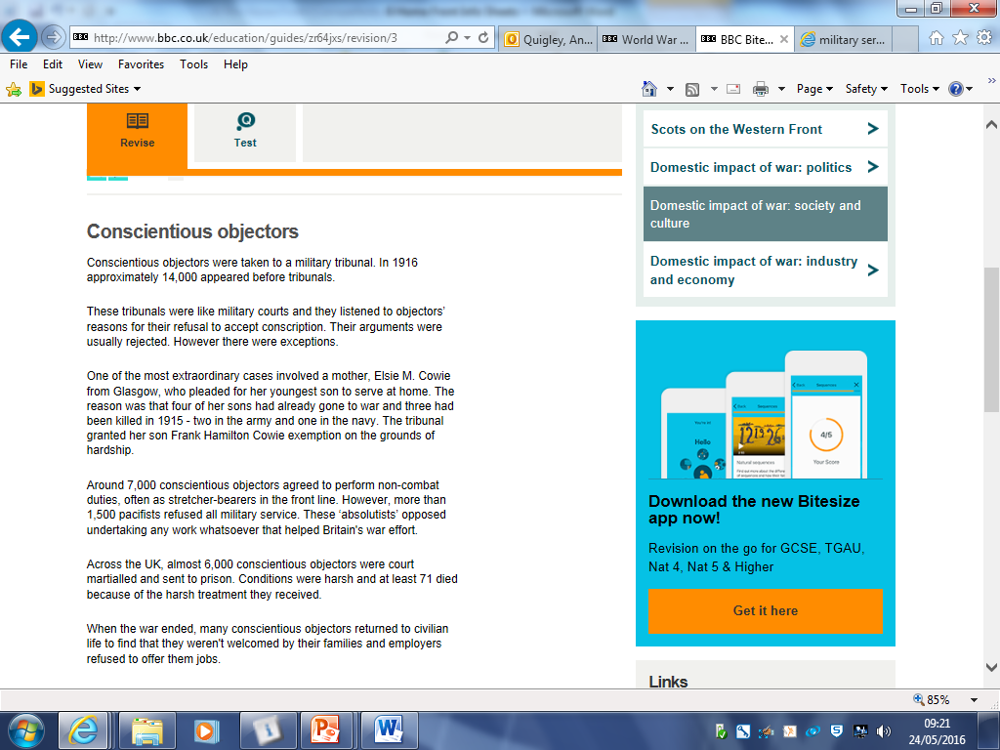 http://www.bbc.co.uk/education/guides/zr64jxs/revision/3
Quigley, An...
BBC World War ...
BBC BBC Bite...
military ser...
File Edit View Favorites Tools Help
Suggested Sites
Page Safety Tools
Revise
Test
Scots on the Western Front
Domestic impact of war: politics
Domestic impact of war: society and
culture
Domestic impact of war: industry
and economy
Conscientious objectors
Conscientious objectors were taken to a military tribunal. In 1916
approximately 14,000 appeared before tribunals.
These tribunals were like military courts and they listened to objectors’
reasons for their refusal to accept conscription. Their arguments were
usually rejected. However there were exceptions.
One of the most extraordinary cases involved a mother, Elsie M. Cowie
from Glasgow, who pleaded for her youngest son to serve at home. The
reason was that four of her sons had already gone to war and three had
been killed in 1915 - two in the army and one in the navy. The tribunal
granted her son Frank Hamilton Cowie exemption on the grounds of
hardship.
Around 7,000 conscientious objectors agreed to perform non-combat
duties, often as stretcher-bearers in the front line. However, more than
1,500 pacifists refused all military service. These ‘absolutists’ opposed
undertaking any work whatsoever that helped Britain's war effort.
Across the UK, almost 6,000 conscientious objectors were court
martialled and sent to prison. Conditions were harsh and at least 71 died
because of the harsh treatment they received.
When the war ended, many conscientious objectors returned to civilian
life to find that they weren't welcomed by their families and employers
refused to offer them jobs.
Hello
Sequences
Natural sequences
4/5
Your Score
Download the new Bitesize
app now!
Revision on the go for GCSE, TGAU,
Nat 4, Nat 5 & Higher
Get it here
Links
85%
09:21
24/05/2016